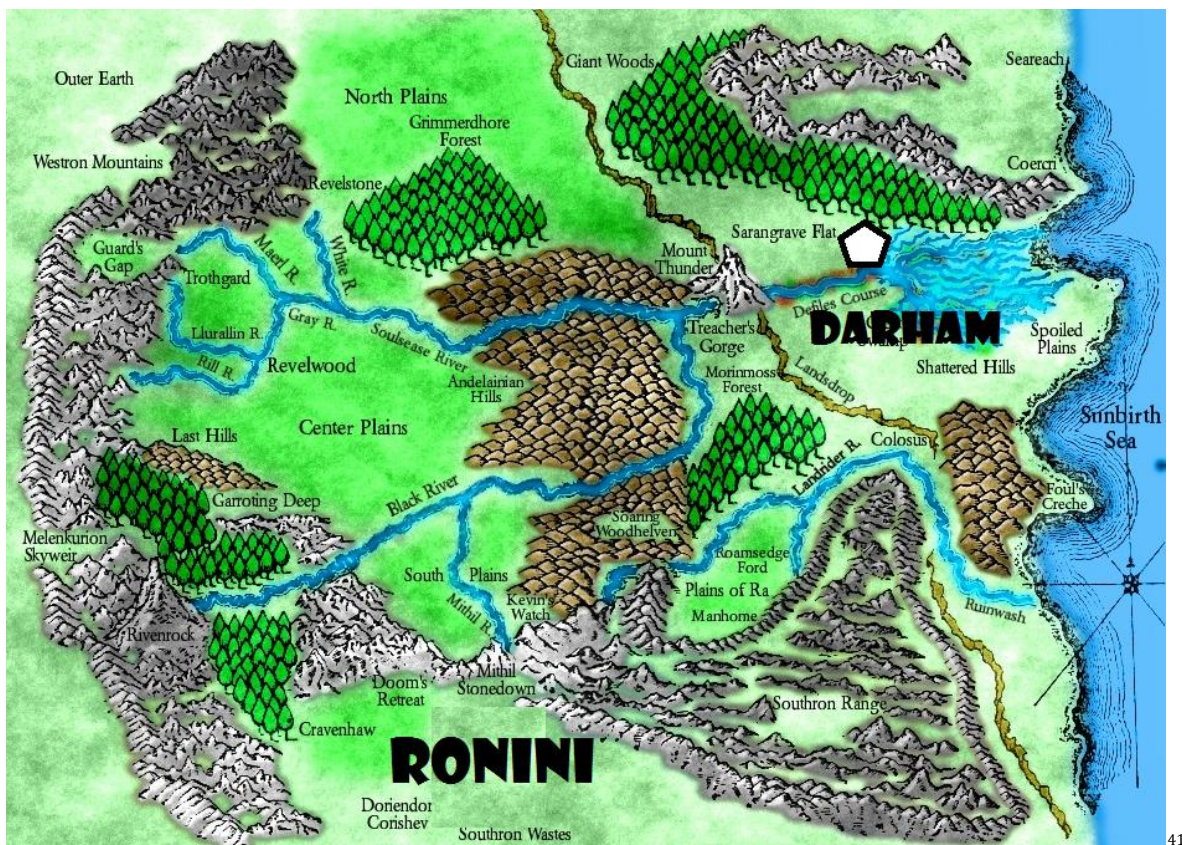 Giant Woods
Seareach
Outer Earth
North Plains
Grimmerdhore
Forest
Westron Mountains
Coercri
Revelstone
Sarangrave Flat
Guard's
Gap
Maerl R.
White R.
Mount
Thunder
Trothgard
Defiles Course
Gray R.
Llurallin R.
Soulsease River
Treacher's
Gorge
DARHAM
Spoiled
Plains
Rill R.
Revelwood
Shattered Hills
Morinmoss
Forest
Andelainian
Hills
Landsdrop
Sunbirth
Sea
Last Hills
Center Plains
Colosus
Landrider R.
Garroting Deep
Black River
Foul's
Creche
Melenkurion
Skyweir
Soaring
Woodhelven
Roamsedge
Ford
South Plains
Plains of Ra
Kevin's
Watch
Mithil R.
Manhome
Ruinwash
Rivenrock
Mithil
Stonedown
Doom's
Retreat
Southron Range
Cravenhaw
RONINI
Doriendor
Corishev
Southron Wastes
41